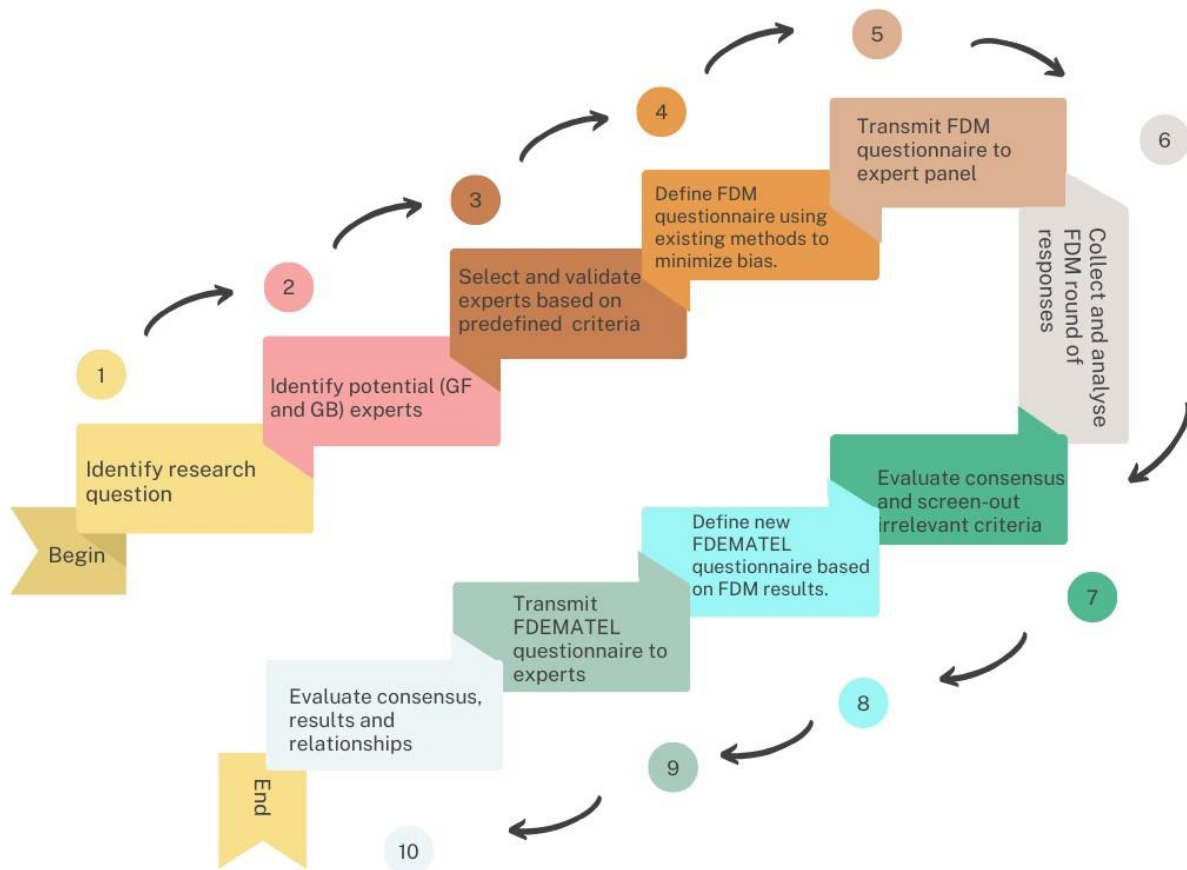 Begin
1
Identify research
question
2
Identify potential (GF
and GB) experts
3
Select and validate
experts based on
predefined criteria
4
Define FDM
questionnaire using
existing methods to
minimize bias.
5
Transmit FDM
questionnaire to
expert panel
6
Collect and analyse
FDM round of
responses
7
Evaluate consensus
and screen-out
irrelevant criteria
8
Define new
FDEMATEL
questionnaire based
on FDM results.
9
Transmit
FDEMATEL
questionnaire to
experts
10
Evaluate consensus,
results and
relationships
End